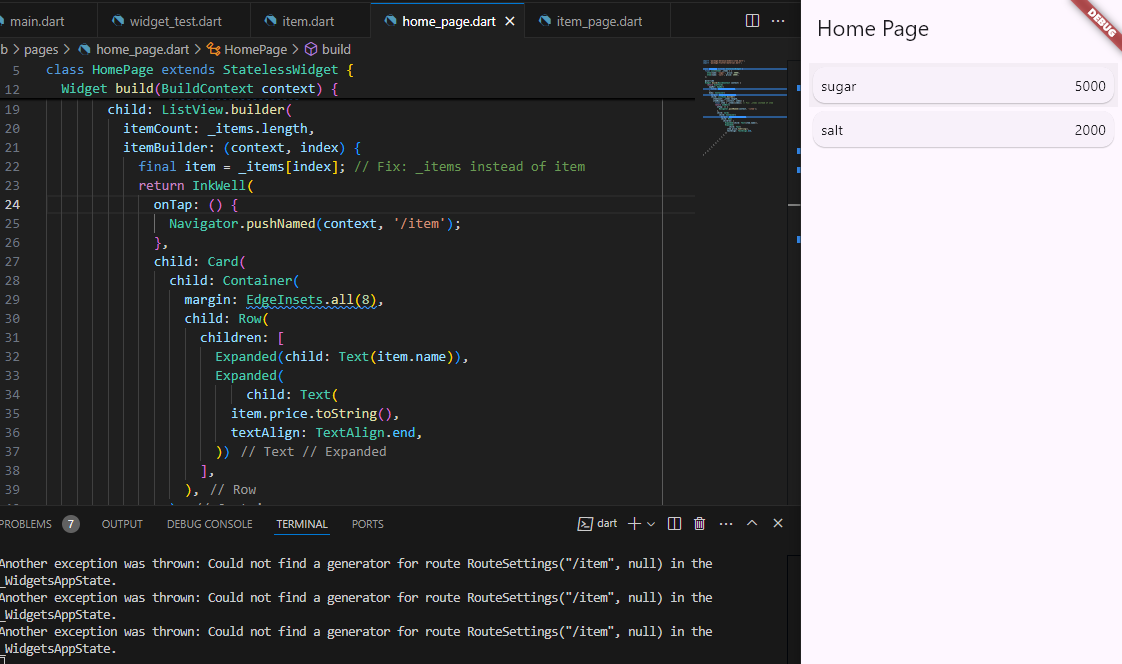 main.dart
widget_test.dart
item.dart
home_page.dart
item_page.dart
b > pages > home_page.dart > HomePage > build
5 class HomePage extends StatelessWidget {
12 Widget build(BuildContext context) {
19 child: ListView.builder(
20 itemCount: _items.length,
21 itemBuilder: (context, index) {
22 final item = _items[index]; // Fix: _items instead of item
23 return InkWell(
24 onTap: () {
25 Navigator.pushNamed(context, '/item');
26 },
27 child: Card(
28 child: Container(
29 margin: EdgeInsets.all(8),
30 child: Row(
31 children: [
32 Expanded(child: Text(item.name)),
33 Expanded(
34 child: Text(
35 item.price.toString(),
36 textAlign: TextAlign.end,
37 )) // Text // Expanded
38 ],
39 ), // Row
PROBLEMS 7 OUTPUT DEBUG CONSOLE TERMINAL PORTS
dart
Another exception was thrown: Could not find a generator for route RouteSettings("/item", null) in the
_WidgetsAppState.
Another exception was thrown: Could not find a generator for route RouteSettings("/item", null) in the
_WidgetsAppState.
Another exception was thrown: Could not find a generator for route RouteSettings("/item", null) in the
_WidgetsAppState.
Home Page
DEBUG
sugar 5000
salt 2000